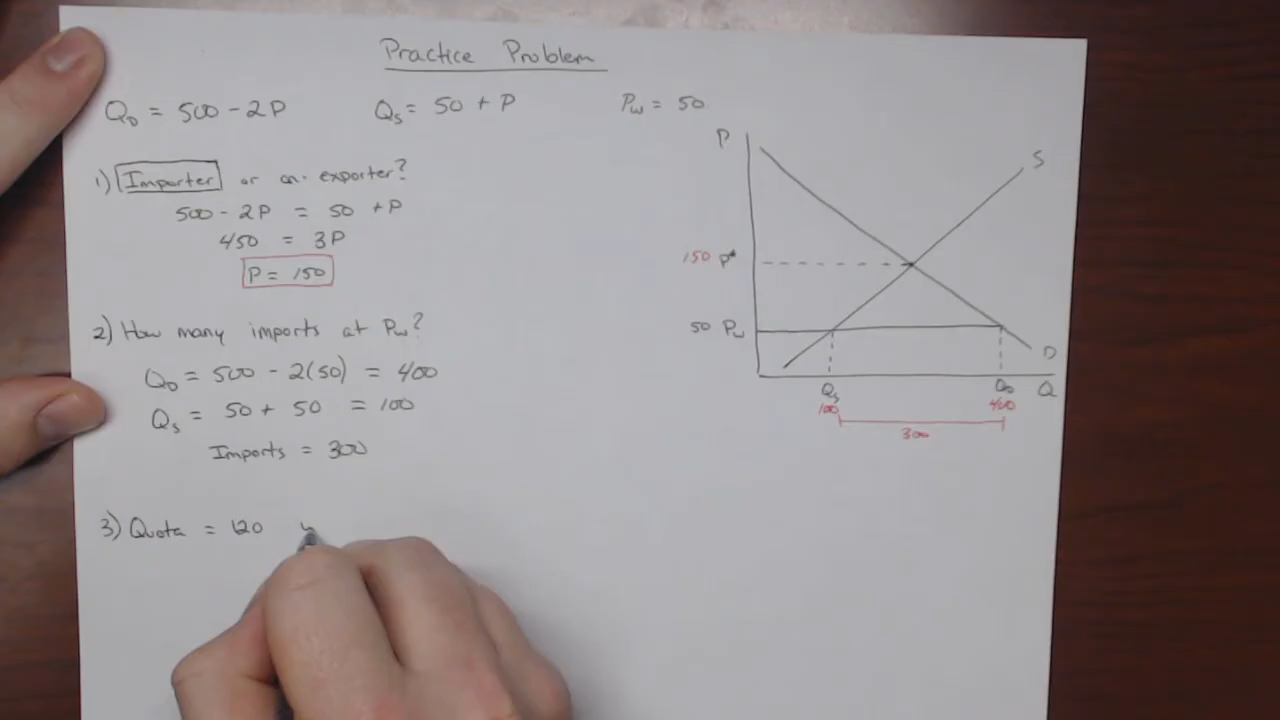 Practice Problem
Q_D = 500 - 2P Q_S = 50 + P P_W = 50
1) Importer or an exporter?
500 - 2P = 50 + P
450 = 3P
P = 150
2) How many imports at P_W?
Q_D = 500 - 2(50) = 400
Q_S = 50 + 50 = 100
Imports = 300
3) Quota = 120
P
S
150 P*
50 P_W
D
Q_S Q_D Q
100 400
300